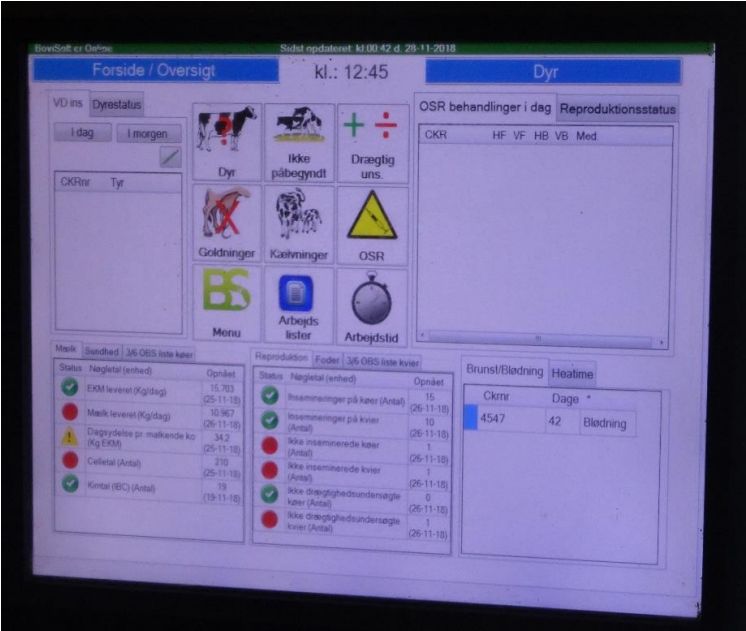 BoviSoft er Online
Sidst opdateret: kl:00:42 d. 28-11-2018
Forside / Oversigt
kl.: 12:45
Dyr
VD ins
Dyrestatus
I dag
I morgen
CKRnr
Tyr
?
Dyr
Ikke
påbegyndt
Drægtig
uns.
Goldninger
Kælvninger
OSR
BS
Menu
Arbejds
lister
Arbejdstid
OSR behandlinger i dag
Reproduktionsstatus
CKR HF VF HB VB Med
Mælk
Sundhed
3/6 OBS liste køer
Status Nøgletal (enhed) Opnået
EKM leveret (Kg/dag) 15.703
(25-11-18)
Mælk leveret (Kg/dag) 10.967
(26-11-18)
Dagsydelse pr. malkende ko
(Kg EKM)
34.2
(25-11-18)
Celletal (Antal) 210
(25-11-18)
Kimtal (IBC) (Antal) 19
(19-11-18)
Reproduktion
Foder
3/6 OBS liste kvier
Status Nøgletal (enhed) Opnået
Insemineringer på køer (Antal) 15
(26-11-18)
Insemineringer på kvier
(Antal)
10
(26-11-18)
Ikke inseminerede køer
(Antal)
1
(26-11-18)
Ikke inseminerede kvier
(Antal)
1
(26-11-18)
Ikke drægtighedsundersøgte
køer (Antal)
0
(26-11-18)
Ikke drægtighedsundersøgte
kvier (Antal)
1
(26-11-18)
Brunst/Blødning
Heatime
Ckrnr Dage
4547 42 Blødning